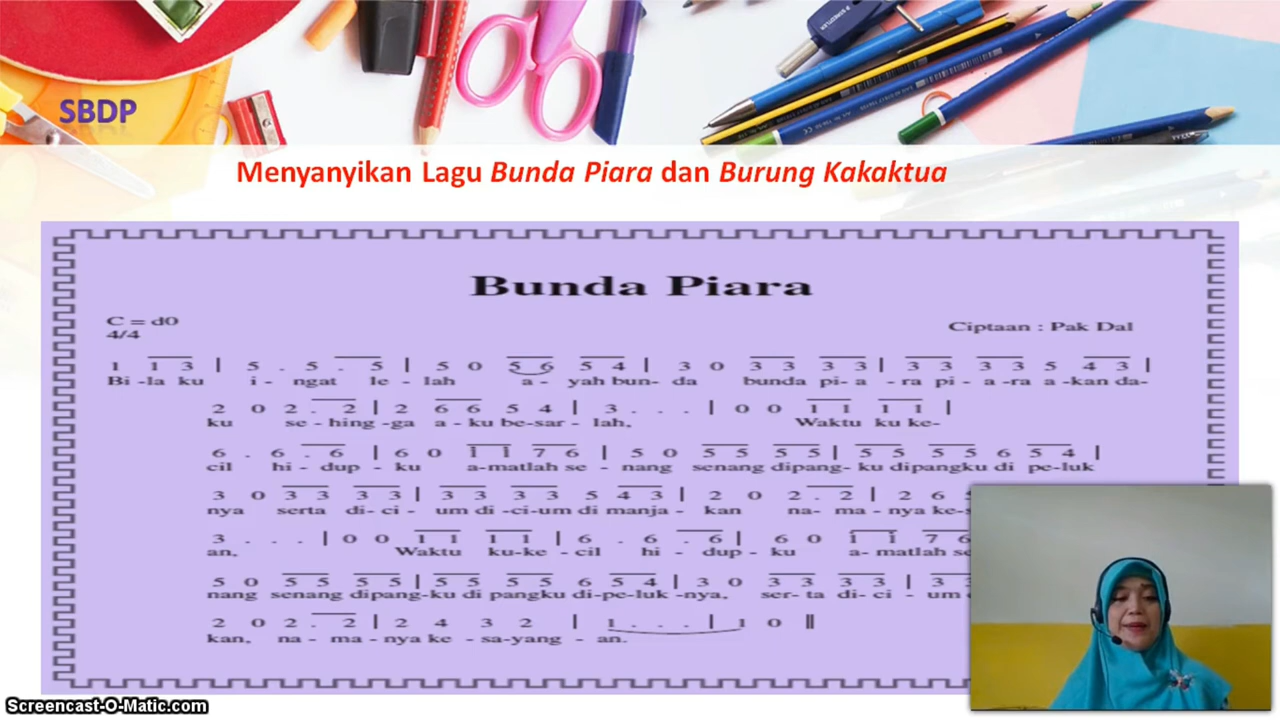 SBDP
Menyanyikan Lagu Bunda Piara dan Burung Kakaktua
Bunda Piara
C = d0
4/4
Ciptaan : Pak Dal
1 1 3 | 5 . 5 . 5 | 5 0 5 6 5 4 | 3 0 3 3 3 3 | 3 3 3 3 5 4 3 |
Bi -la ku i - ngat le - lah a - yah bun- da bunda pi- a - ra pi - a -ra a -kan da-
2 0 2 . 2 | 2 6 6 5 4 | 3 . . . | 0 0 1 1 1 1 |
ku se -hing -ga a - ku be-sar - lah, Waktu ku ke-
6 . 6 . 6 | 6 0 1 1 7 6 | 5 0 5 5 5 5 | 5 5 5 5 6 5 4 |
cil hi - dup - ku a-matlah se - nang senang dipang- ku dipangku di pe-luk
3 0 3 3 3 3 | 3 3 3 3 5 4 3 | 2 0 2 . 2 | 2 6
nya serta di- ci - um di -ci-um di manja - kan na- ma - nya ke-s
3 . . . | 0 0 1 1 1 1 | 6 . 6 . 6 | 6 0 1 1 7 6
an, Waktu ku-ke - cil hi - dup - ku a- matlah se
5 0 5 5 5 5 | 5 5 5 5 6 5 4 | 3 0 3 3 3 3 | 3 3
nang senang dipang-ku di pangku di-pe-luk -nya, ser- ta di- ci - um
2 0 2 . 2 | 2 4 3 2 | 1 . . . | 1 0 ||
kan, na - ma - nya ke - sa-yang - an.
Screencast-O-Matic.com